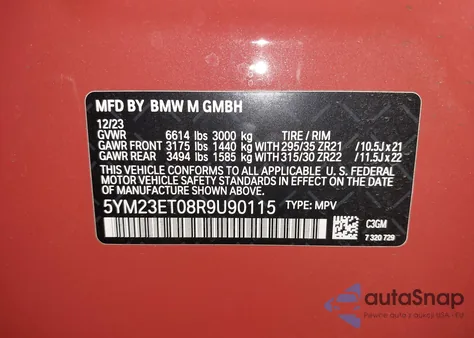 MFD BY BMW M GMBH
12/23
GVWR 6614 lbs 3000 kg TIRE / RIM
GAWR FRONT 3175 lbs 1440 kg WITH 295/35 ZR21 /10.5J x 21
GAWR REAR 3494 lbs 1585 kg WITH 315/30 ZR22 /11.5J x 22
THIS VEHICLE CONFORMS TO ALL APPLICABLE U. S. FEDERAL
MOTOR VEHICLE SAFETY STANDARDS IN EFFECT ON THE DATE
OF MANUFACTURE SHOWN ABOVE.
5YM23ET08R9U90115 TYPE: MPV
C3GM
7 320 729
autoSnap